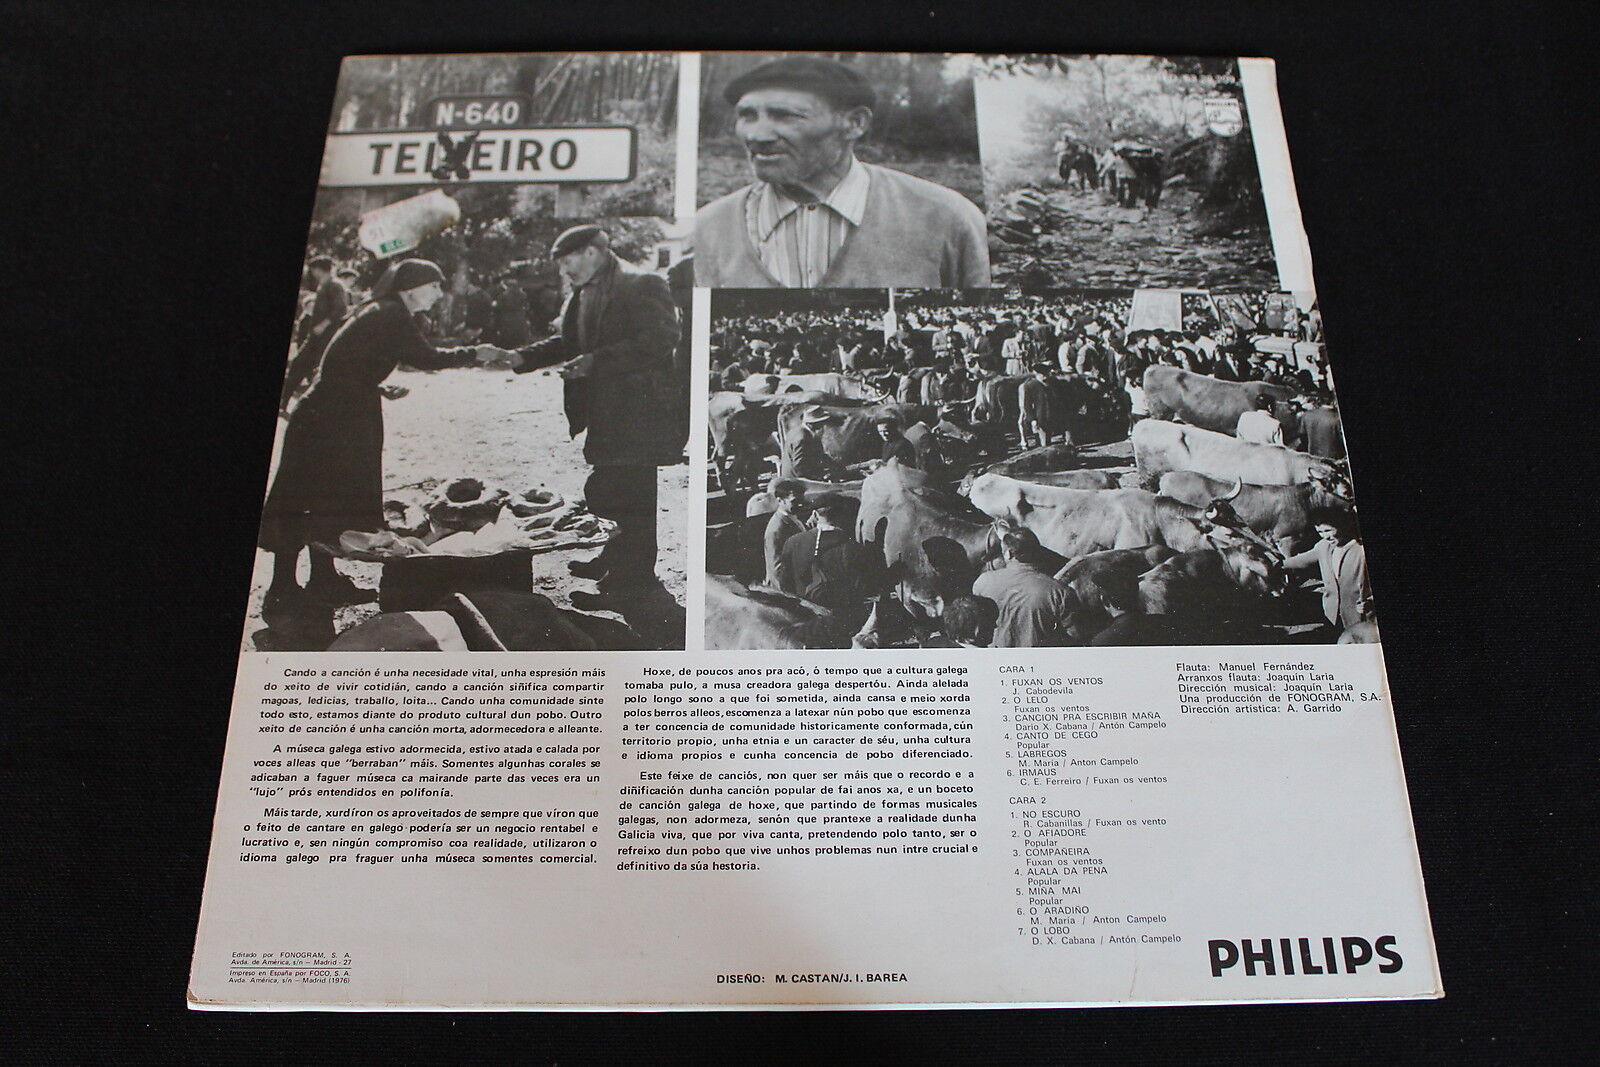 N-640
TEIXEIRO
PHILIPS
Cando a canción é unha necesidade vital, unha espresión máis
do xeito de vivir cotidián, cando a canción siñifica compartir
magoas, ledicias, traballo, loita... Cando unha comunidade sinte
todo esto, estamos diante do produto cultural dun pobo. Outro
xeito de canción é unha canción morta, adormecedora e alleante.
A múseca galega estivo adormecida, estivo atada e calada por
voces alleas que "berraban" máis. Somentes algunhas corales se
adicaban a faguer múseca ca mairande parte das veces era un
"lujo" prós entendidos en polifonía.
Máis tarde, xurdíron os aproveitados de sempre que víron que
o feito de cantare en galego podería ser un negocio rentabel e
lucrativo e, sen ningún compromiso coa realidade, utilizaron o
idioma galego pra fraguer unha múseca somentes comercial.
Hoxe, de poucos anos pra acó, ó tempo que a cultura galega
tomaba pulo, a musa creadora galega despertóu. Ainda alelada
polo longo sono a que foi sometida, ainda cansa e meio xorda
polos berros alleos, escomenza a latexar nún pobo que escomenza
a ter concencia de comunidade historicamente conformada, cún
territorio propio, unha etnia e un caracter de séu, unha cultura
e idioma propios e cunha concencia de pobo diferenciado.
Este feixe de canciós, non quer ser máis que o recordo e a
diñificación dunha canción popular de fai anos xa, e un boceto
de canción galega de hoxe, que partindo de formas musicales
galegas, non adormeza, senón que prantexe a realidade dunha
Galicia viva, que por viva canta, pretendendo polo tanto, ser o
refreixo dun pobo que vive unhos problemas nun intre crucial e
definitivo da súa hestoria.
CARA 1
1. FUXAN OS VENTOS
J. Cabodevila
2. O LELO
Fuxan os ventos
3. CANCION PRA ESCRIBIR MAÑA
Dario X. Cabana / Antón Campelo
4. CANTO DE CEGO
Popular
5. LABREGOS
M. Maria / Anton Campelo
6. IRMAUS
C. E. Ferreiro / Fuxan os ventos
CARA 2
1. NO ESCURO
R. Cabanillas / Fuxan os vento
2. O AFIADORE
Popular
3. COMPAÑEIRA
Fuxan os ventos
4. ALALA DA PENA
Popular
5. MIÑA MAI
Popular
6. O ARADIÑO
M. Maria / Anton Campelo
7. O LOBO
D. X. Cabana / Antón Campelo
Flauta: Manuel Fernández
Arranxos flauta: Joaquín Laria
Dirección musical: Joaquín Laria
Una producción de FONOGRAM, S.A.
Dirección artística: A. Garrido
Editado por FONOGRAM, S. A.
Avda. de América, s/n — Madrid - 27
Impreso en España por FOCO, S. A.
Avda. América, s/n — Madrid (1976)
DISEÑO: M. CASTAN/J. I. BAREA
PHILIPS